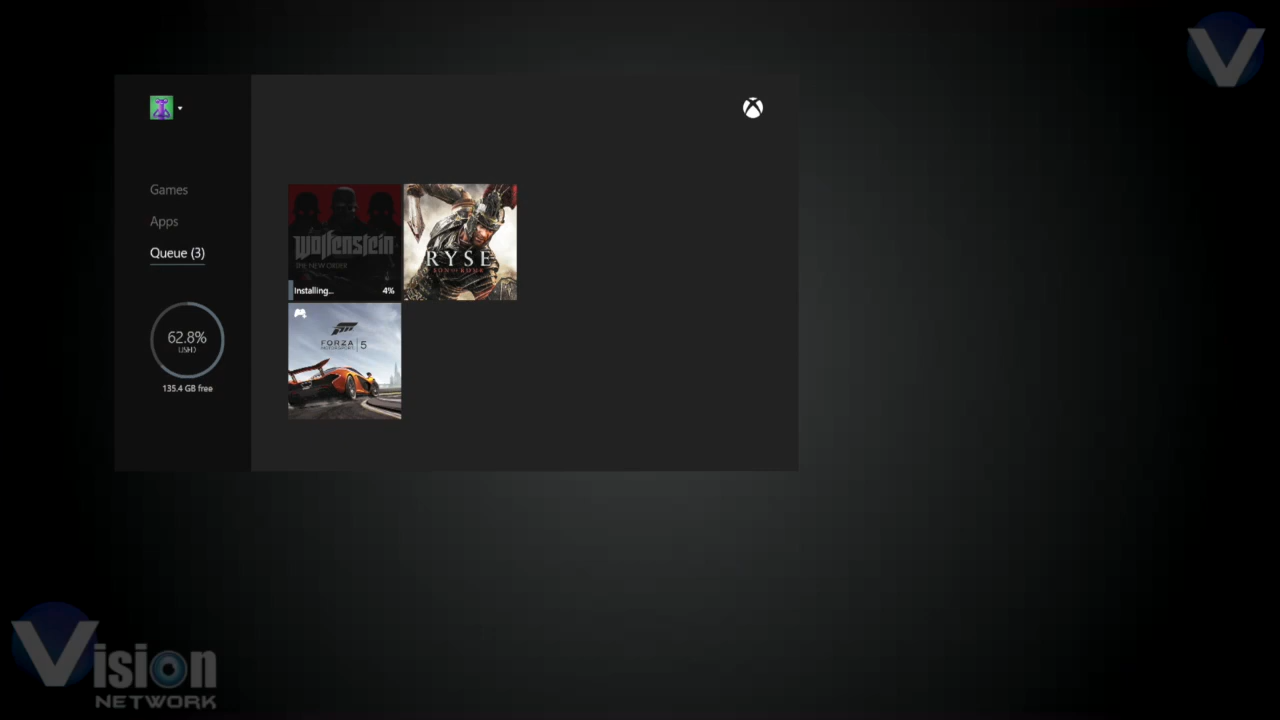 Games
Apps
Queue (3)
62.8%
135.4 GB free
Wolfenstein
THE NEW ORDER
Installing... 4%
RYSE
SON OF ROME
FORZA
MOTORSPORT 5
V
Vision
NETWORK